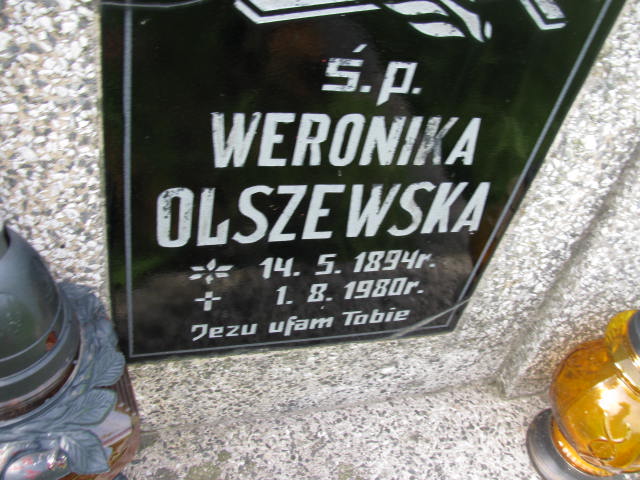 ś.p.
WERONIKA
OLSZEWSKA
14. 5. 1894r.
1. 8. 1980r.
Jezu ufam Tobie